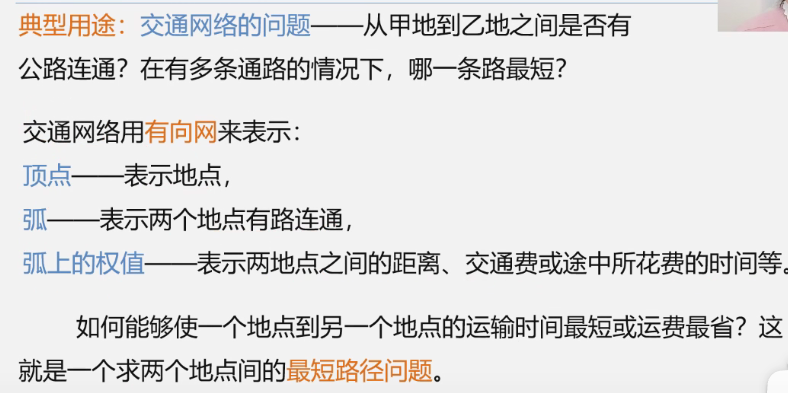 典型用途：交通网络的问题——从甲地到乙地之间是否有
公路连通？在有多条通路的情况下，哪一条路最短？
交通网络用有向网来表示：
顶点——表示地点，
弧——表示两个地点有路连通，
弧上的权值——表示两地点之间的距离、交通费或途中所花费的时间等。
如何能够使一个地点到另一个地点的运输时间最短或运费最省？这
就是一个求两个地点间的最短路径问题。